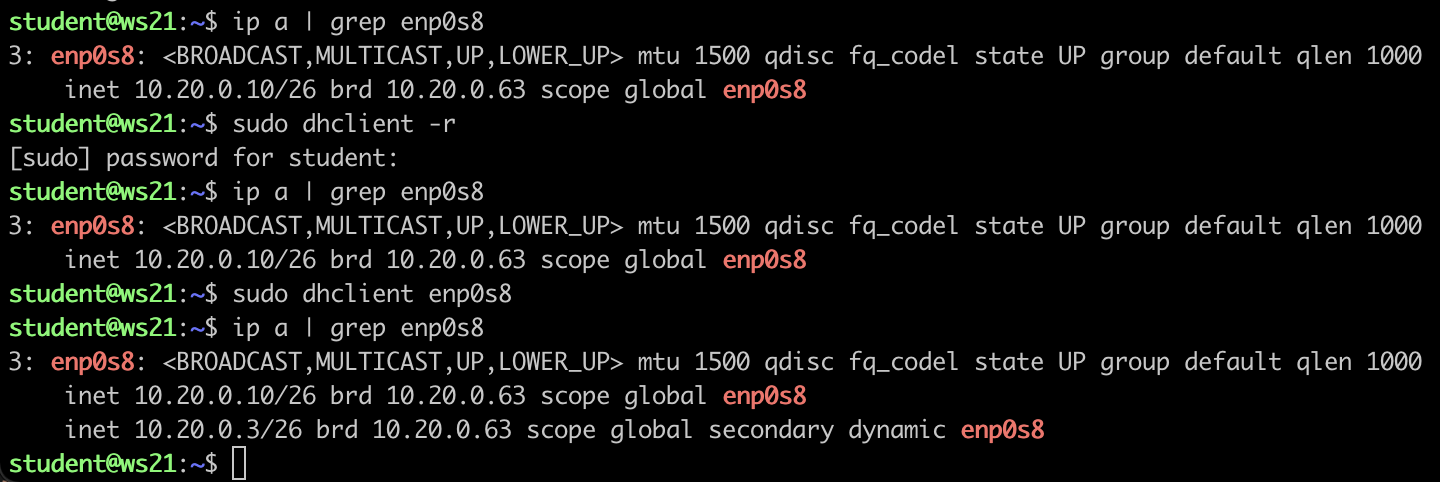 student@ws21:~$ ip a | grep enp0s8
3: enp0s8: <BROADCAST,MULTICAST,UP,LOWER_UP> mtu 1500 qdisc fq_codel state UP group default qlen 1000
    inet 10.20.0.10/26 brd 10.20.0.63 scope global enp0s8
student@ws21:~$ sudo dhclient -r
[sudo] password for student:
student@ws21:~$ ip a | grep enp0s8
3: enp0s8: <BROADCAST,MULTICAST,UP,LOWER_UP> mtu 1500 qdisc fq_codel state UP group default qlen 1000
    inet 10.20.0.10/26 brd 10.20.0.63 scope global enp0s8
student@ws21:~$ sudo dhclient enp0s8
student@ws21:~$ ip a | grep enp0s8
3: enp0s8: <BROADCAST,MULTICAST,UP,LOWER_UP> mtu 1500 qdisc fq_codel state UP group default qlen 1000
    inet 10.20.0.10/26 brd 10.20.0.63 scope global enp0s8
    inet 10.20.0.3/26 brd 10.20.0.63 scope global secondary dynamic enp0s8
student@ws21:~$